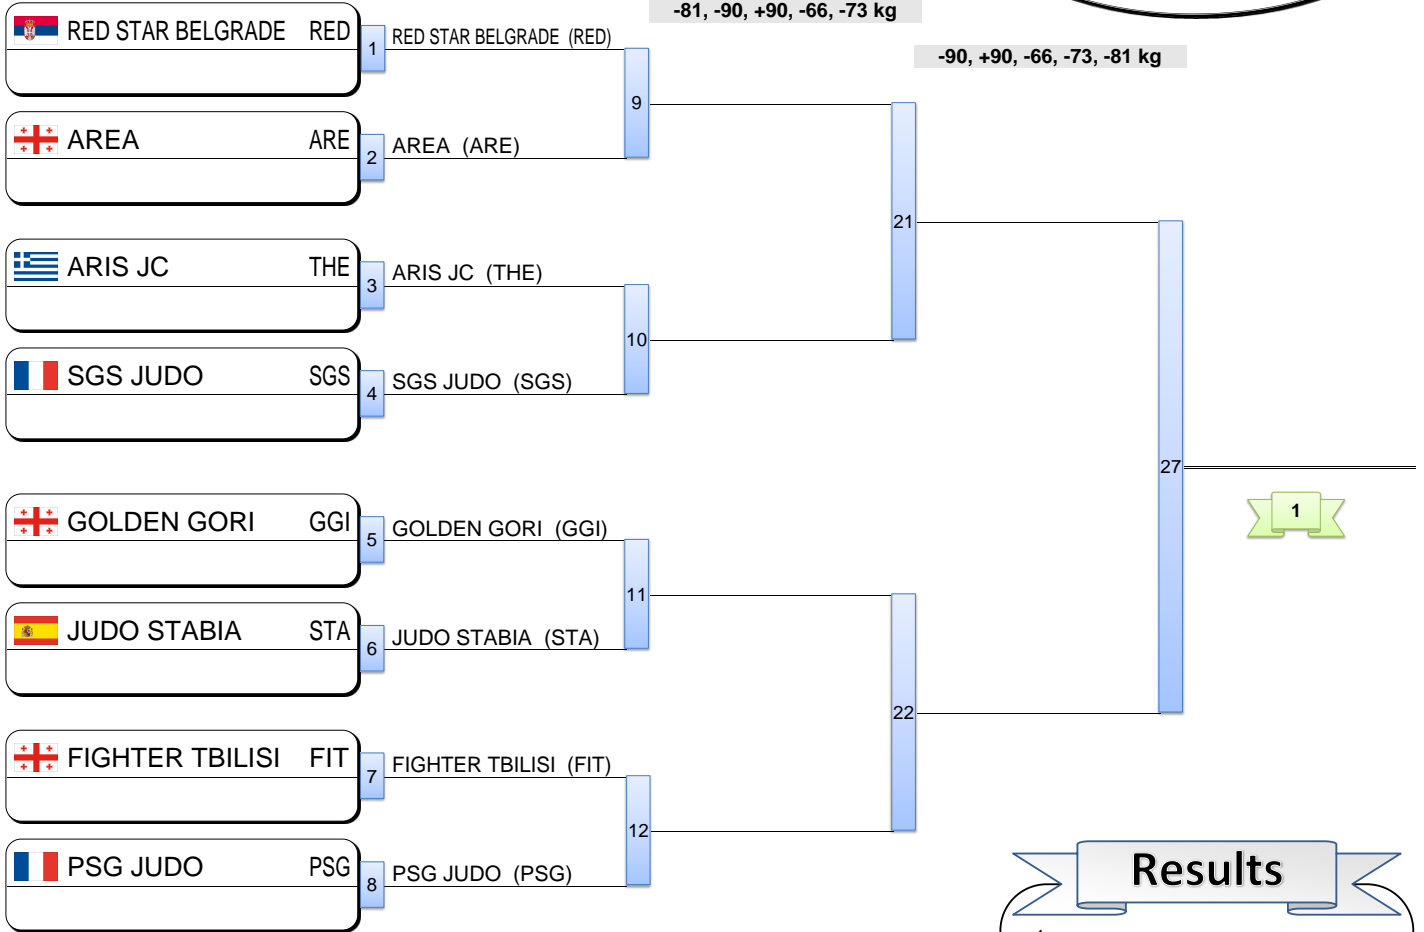 -81, -90, +90, -66, -73 kg
RED STAR BELGRADE RED
1 RED STAR BELGRADE (RED)
-90, +90, -66, -73, -81 kg
9
AREA ARE
2 AREA (ARE)
21
ARIS JC THE
3 ARIS JC (THE)
10
SGS JUDO SGS
4 SGS JUDO (SGS)
27
1
GOLDEN GORI GGI
5 GOLDEN GORI (GGI)
11
JUDO STABIA STA
6 JUDO STABIA (STA)
22
FIGHTER TBILISI FIT
7 FIGHTER TBILISI (FIT)
12
PSG JUDO PSG
8 PSG JUDO (PSG)
Results